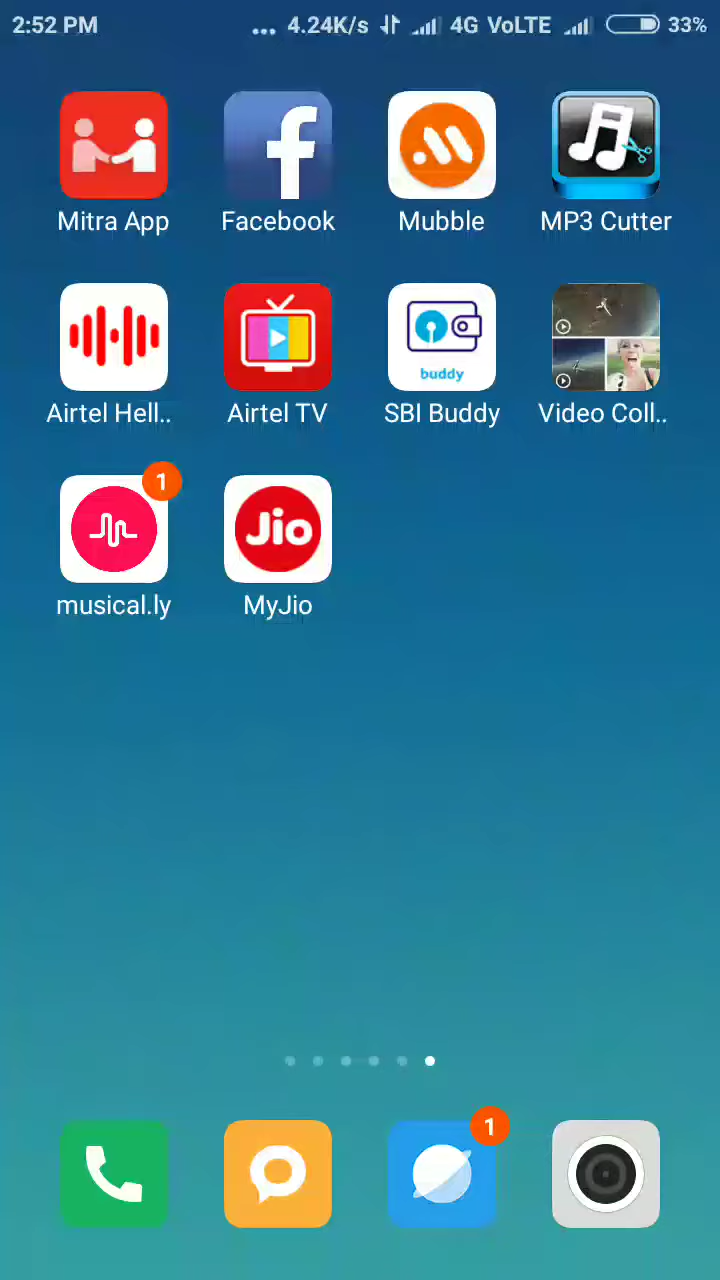 2:52 PM ... 4.24K/s 4G VoLTE 33%
Mitra App Facebook Mubble MP3 Cutter
buddy
Airtel Hell.. Airtel TV SBI Buddy Video Coll..
1
Jio
musical.ly MyJio
1